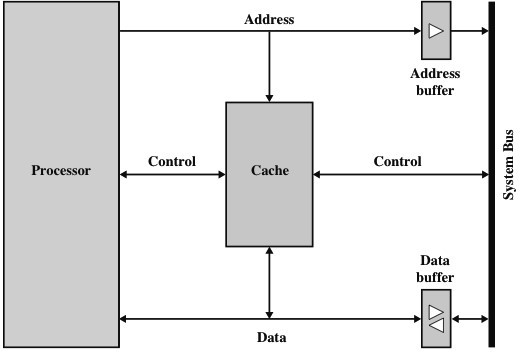 Address
Address
buffer
Processor
Control
Cache
Control
System Bus
Data
buffer
Data